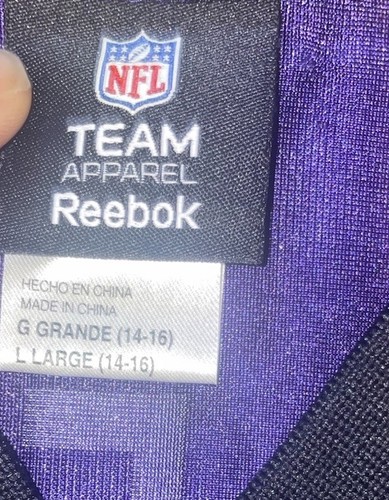 NFL
TEAM
APPAREL
Reebok
HECHO EN CHINA
MADE IN CHINA
G GRANDE (14-16)
L LARGE (14-16)